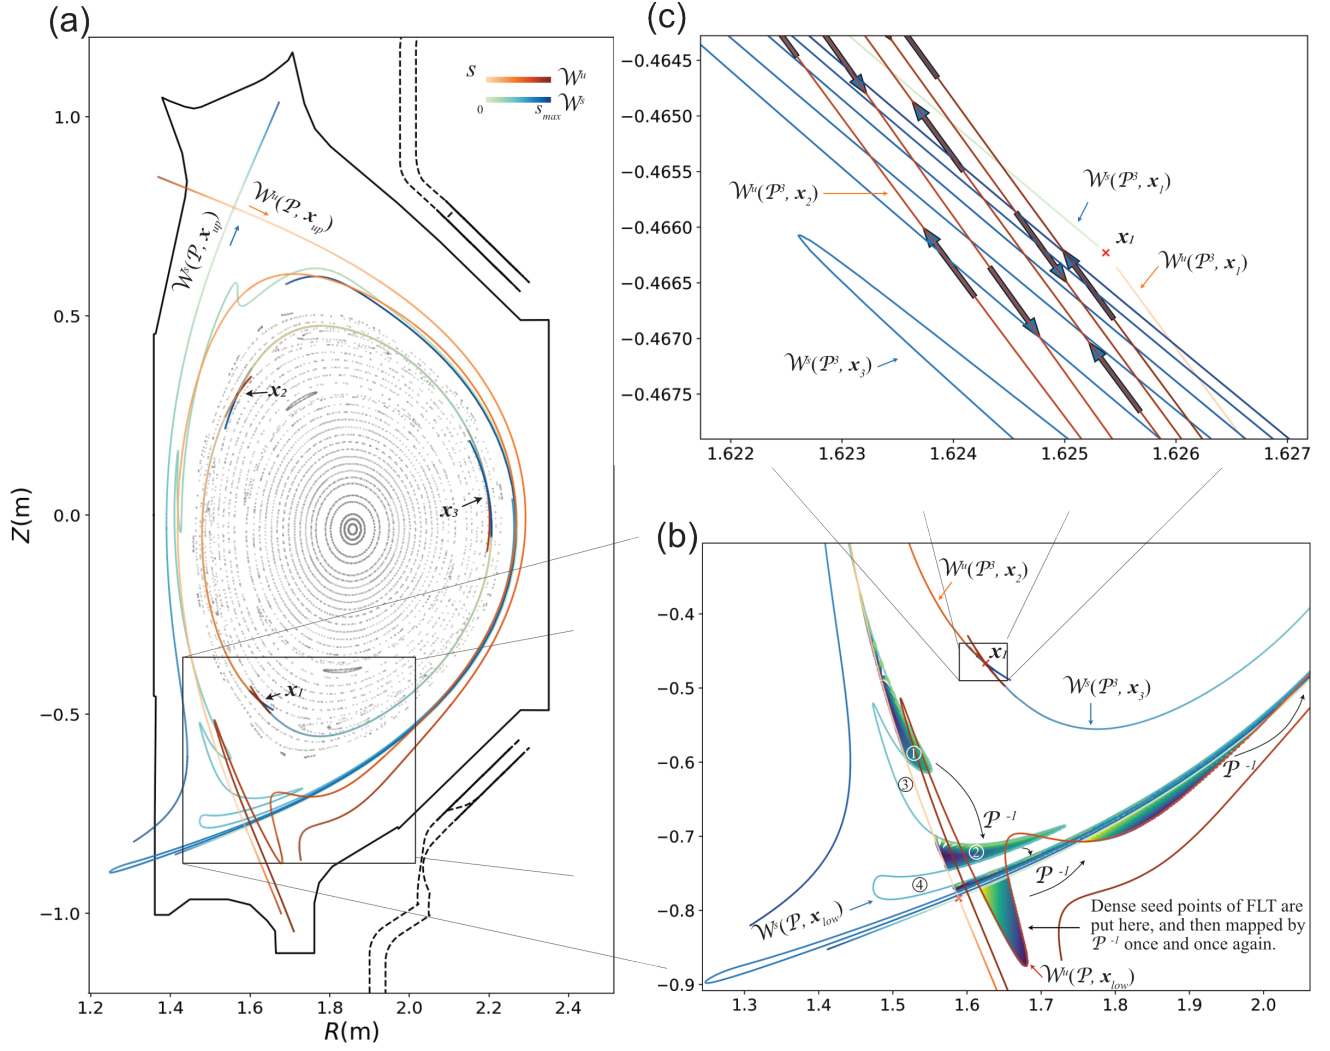 (a)
S
𝒲ᵘ
0
s_max
𝒲ˢ
1.0
0.5
0.0
−0.5
−1.0
Z(m)
𝒲ᵘ(𝒫, x_up)
𝒲ˢ(𝒫, x_up)
x₂
x₃
x₁
1.2 1.4 1.6 1.8 2.0 2.2 2.4
R(m)
(c)
−0.4645
−0.4650
−0.4655
−0.4660
−0.4665
−0.4670
−0.4675
𝒲ᵘ(𝒫³, x₂)
𝒲ˢ(𝒫³, x₁)
x₁
𝒲ᵘ(𝒫³, x₁)
𝒲ˢ(𝒫³, x₃)
1.622 1.623 1.624 1.625 1.626 1.627
(b)
−0.4
−0.5
−0.6
−0.7
−0.8
−0.9
𝒲ᵘ(𝒫³, x₂)
x₁
𝒲ˢ(𝒫³, x₃)
①
③
𝒫⁻¹
𝒫⁻¹
②
𝒫⁻¹
④
𝒲ˢ(𝒫, x_low)
Dense seed points of FLT are
put here, and then mapped by
𝒫⁻¹ once and once again.
𝒲ᵘ(𝒫, x_low)
1.3 1.4 1.5 1.6 1.7 1.8 1.9 2.0